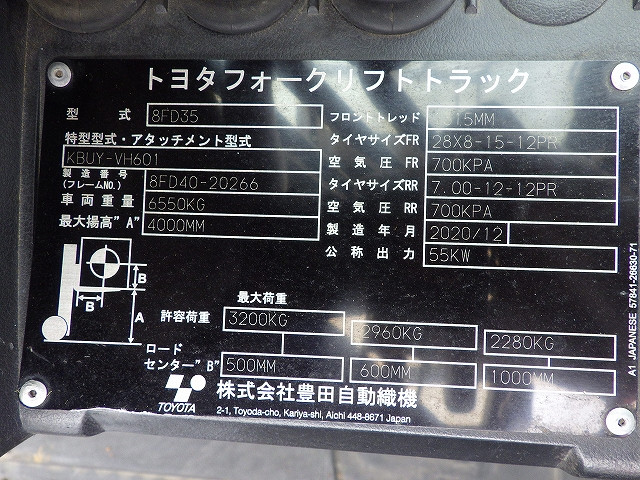 トヨタフォークリフトトラック
型 式 8FD35
特型型式・アタッチメント型式
KBUY-VH601
製造番号
(フレームNO.) 8FD40-20266
車両重量 6550KG
最大揚高"A" 4000MM
フロントトレッド 15MM
タイヤサイズFR 28X8-15-12PR
空気圧FR 700KPA
タイヤサイズRR 7.00-12-12PR
空気圧RR 700KPA
製造年月 2020/12
公称出力 55KW
B
B
A
最大荷重
許容荷重 3200KG 2960KG 2280KG
ロード
センター"B" 500MM 600MM 1000MM
TOYOTA
株式会社豊田自動織機
2-1, Toyoda-cho, Kariya-shi, Aichi 448-8671 Japan
A1 JAPANESE 57841-26630-71